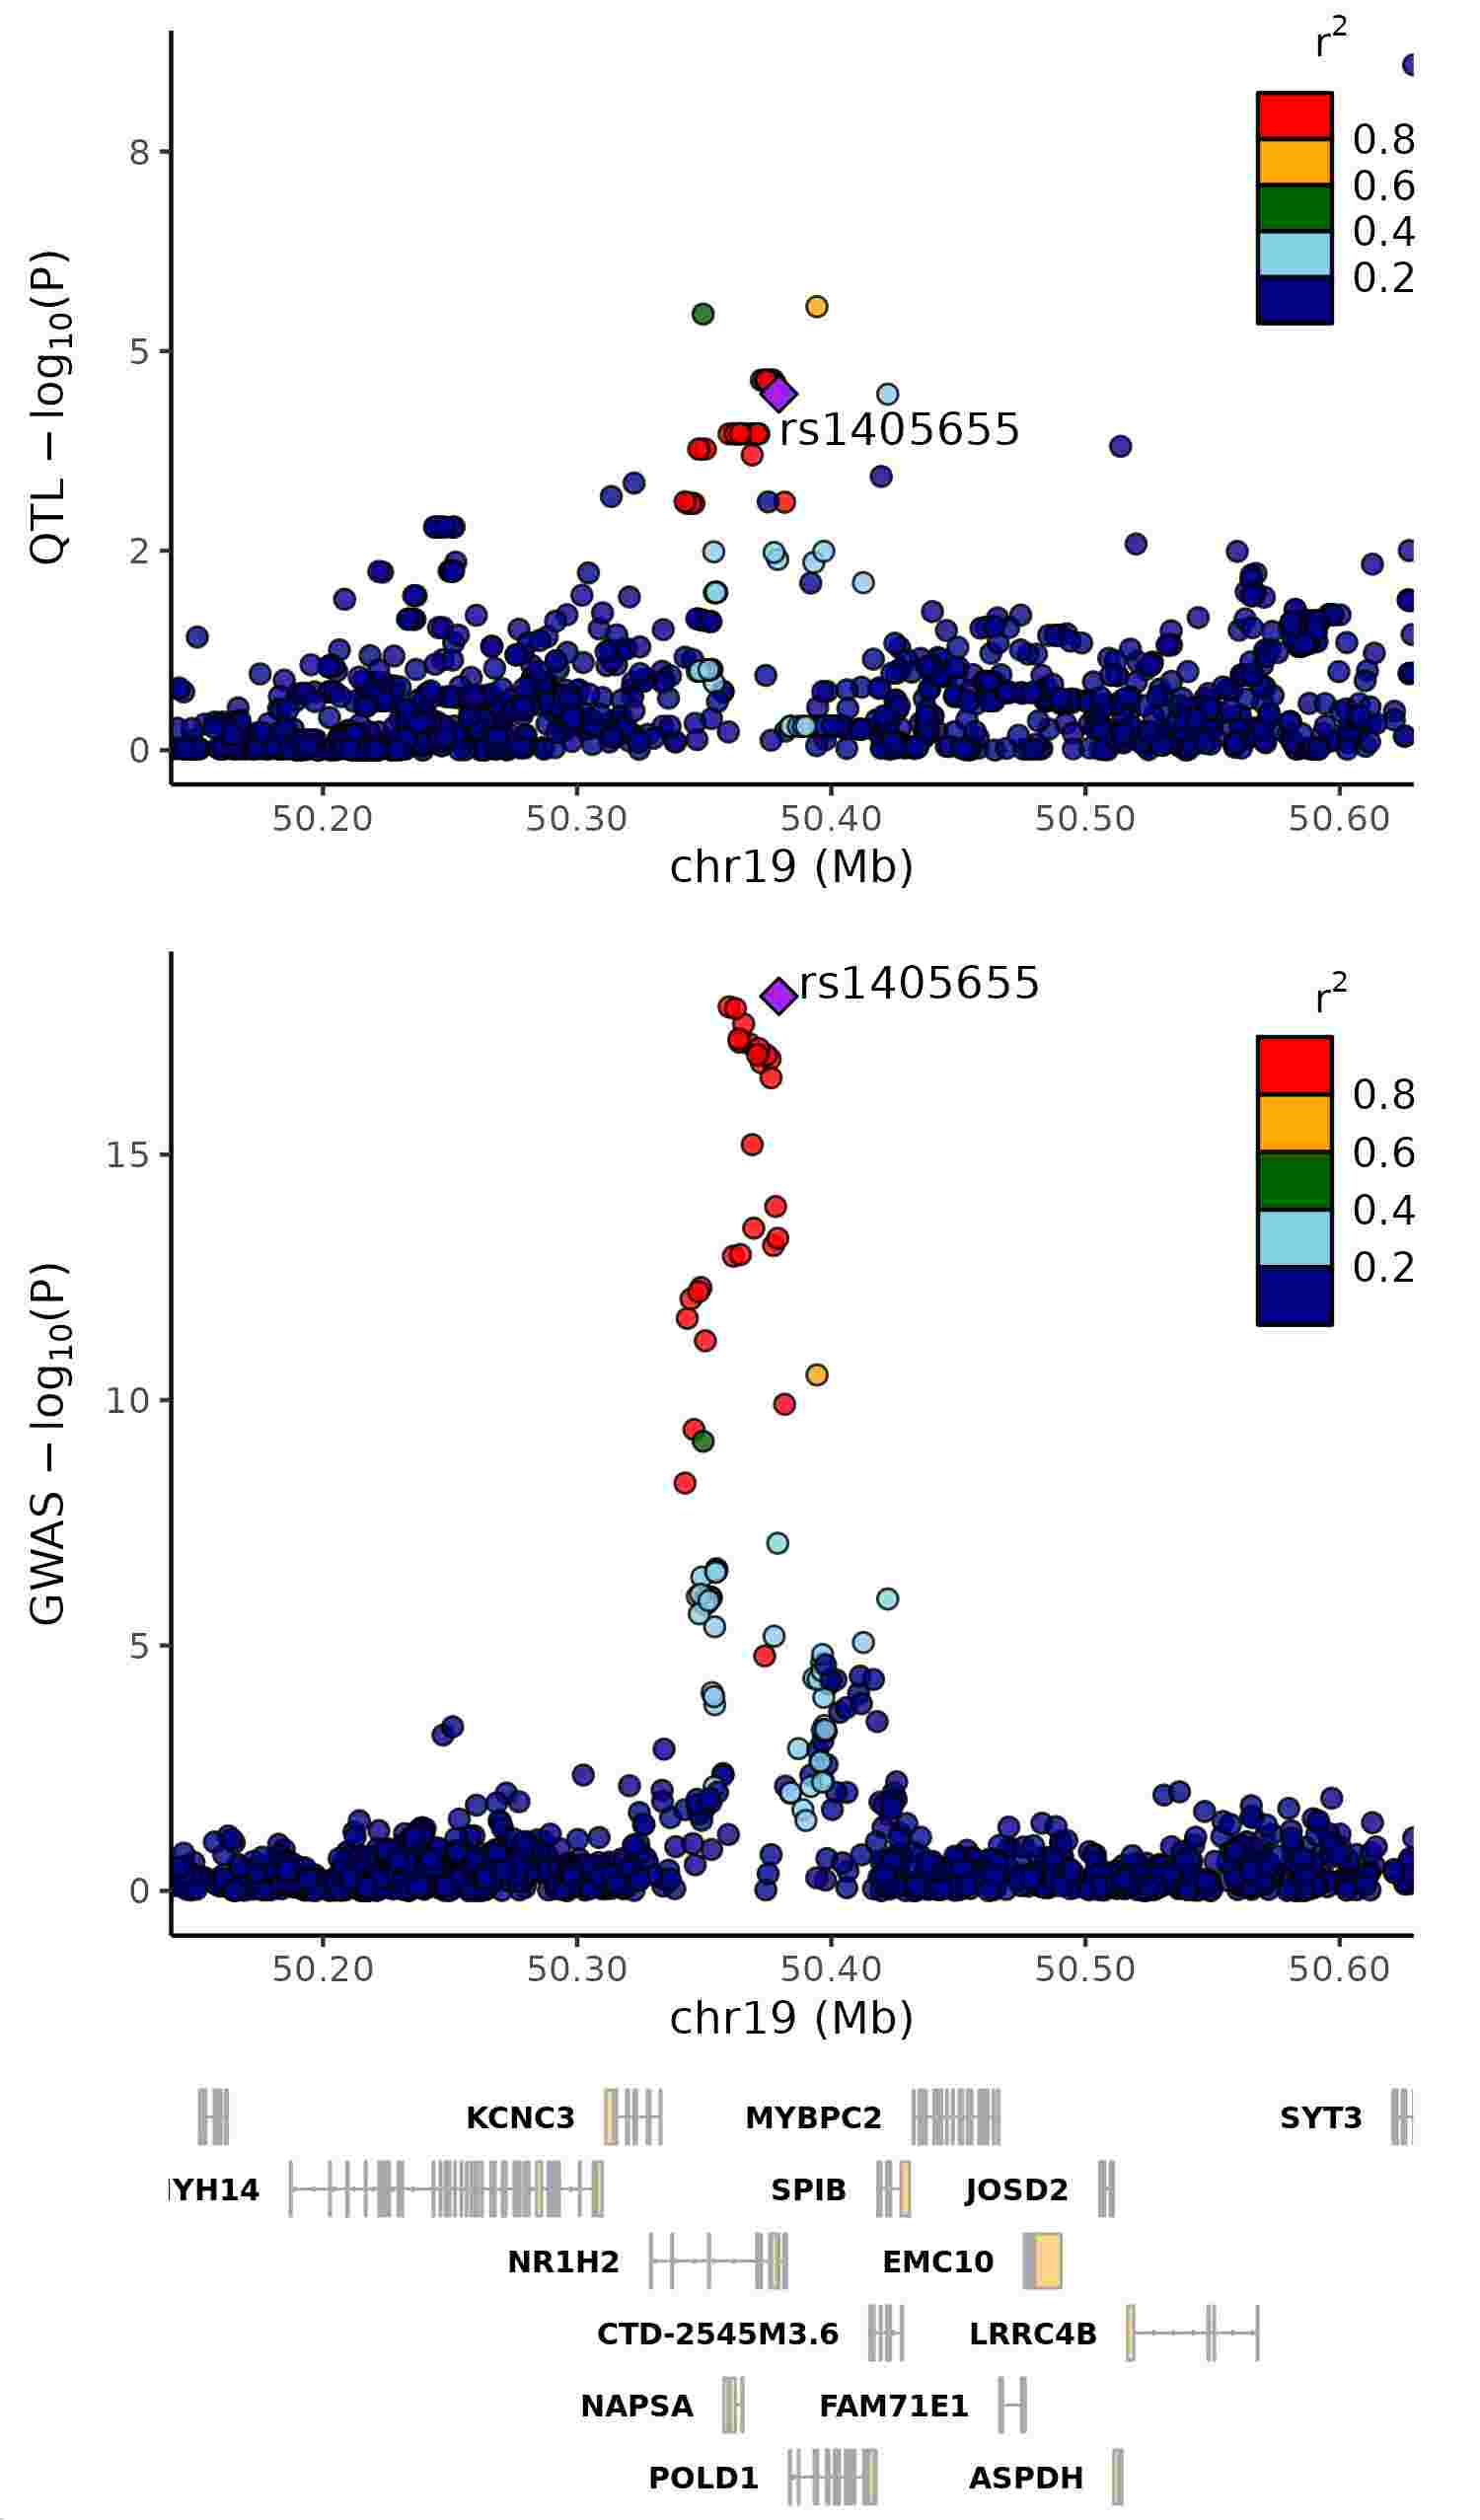 r²
0.8
0.6
0.4
0.2
QTL −log₁₀(P)
8
5
2
0
rs1405655
50.20 50.30 50.40 50.50 50.60
chr19 (Mb)
rs1405655
r²
0.8
0.6
0.4
0.2
GWAS −log₁₀(P)
15
10
5
0
50.20 50.30 50.40 50.50 50.60
chr19 (Mb)
KCNC3 MYBPC2 SYT3
YH14 SPIB JOSD2
NR1H2 EMC10
CTD-2545M3.6 LRRC4B
NAPSA FAM71E1
POLD1 ASPDH